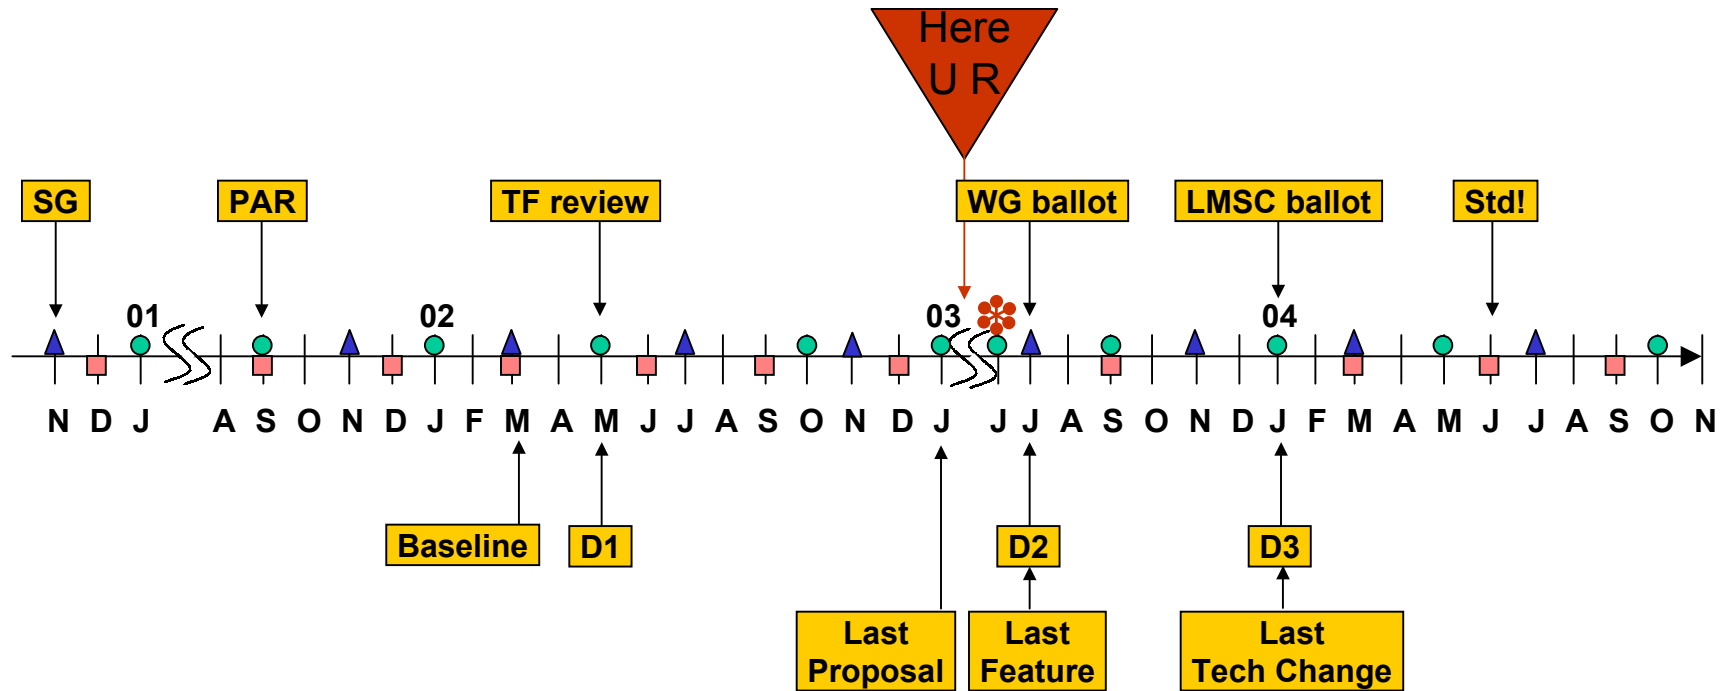 Here
U R
SG
PAR
TF review
WG ballot
LMSC ballot
Std!
01
02
03
04
N D J A S O N D J F M A M J J A S O N D J J J A S O N D J F M A M J J A S O N
Baseline
D1
D2
D3
Last
Proposal
Last
Feature
Last
Tech Change